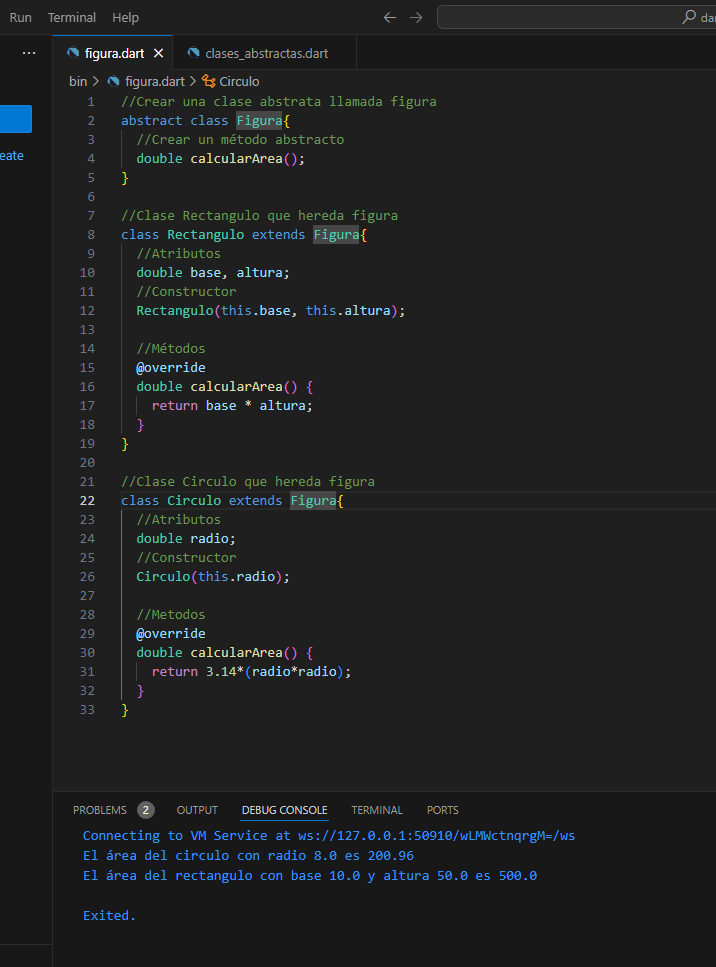 Run Terminal Help
dar
... figura.dart clases_abstractas.dart
bin > figura.dart > Circulo
eate
1 //Crear una clase abstrata llamada figura
2 abstract class Figura{
3 //Crear un método abstracto
4 double calcularArea();
5 }
6
7 //Clase Rectangulo que hereda figura
8 class Rectangulo extends Figura{
9 //Atributos
10 double base, altura;
11 //Constructor
12 Rectangulo(this.base, this.altura);
13
14 //Métodos
15 @override
16 double calcularArea() {
17 return base * altura;
18 }
19 }
20
21 //Clase Circulo que hereda figura
22 class Circulo extends Figura{
23 //Atributos
24 double radio;
25 //Constructor
26 Circulo(this.radio);
27
28 //Metodos
29 @override
30 double calcularArea() {
31 return 3.14*(radio*radio);
32 }
33 }
PROBLEMS 2 OUTPUT DEBUG CONSOLE TERMINAL PORTS
Connecting to VM Service at ws://127.0.0.1:50910/wLMWctnqrgM=/ws
El área del circulo con radio 8.0 es 200.96
El área del rectangulo con base 10.0 y altura 50.0 es 500.0
Exited.